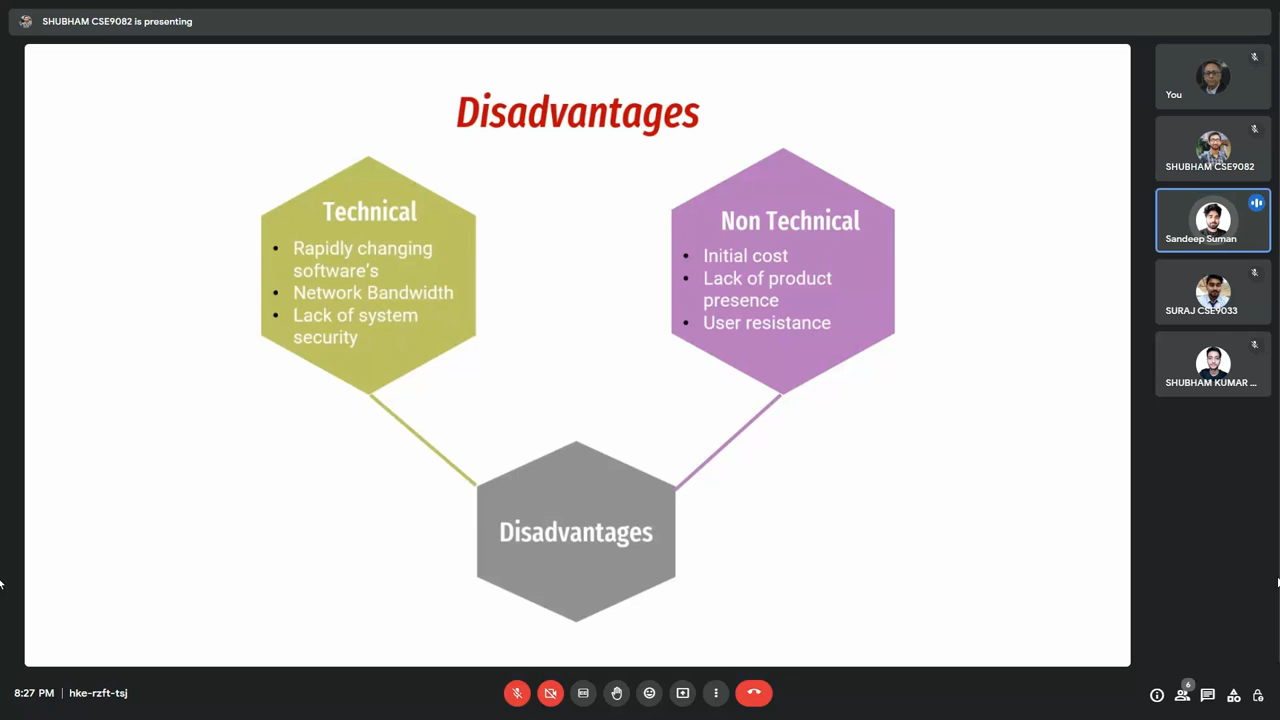 SHUBHAM CSE9082 is presenting
Disadvantages
Technical
• Rapidly changing
software's
• Network Bandwidth
• Lack of system
security
Non Technical
• Initial cost
• Lack of product
presence
• User resistance
Disadvantages
You
SHUBHAM CSE9082
Sandeep Suman
SURAJ CSE9033
SHUBHAM KUMAR ...
8:27 PM | hke-rzft-tsj
6